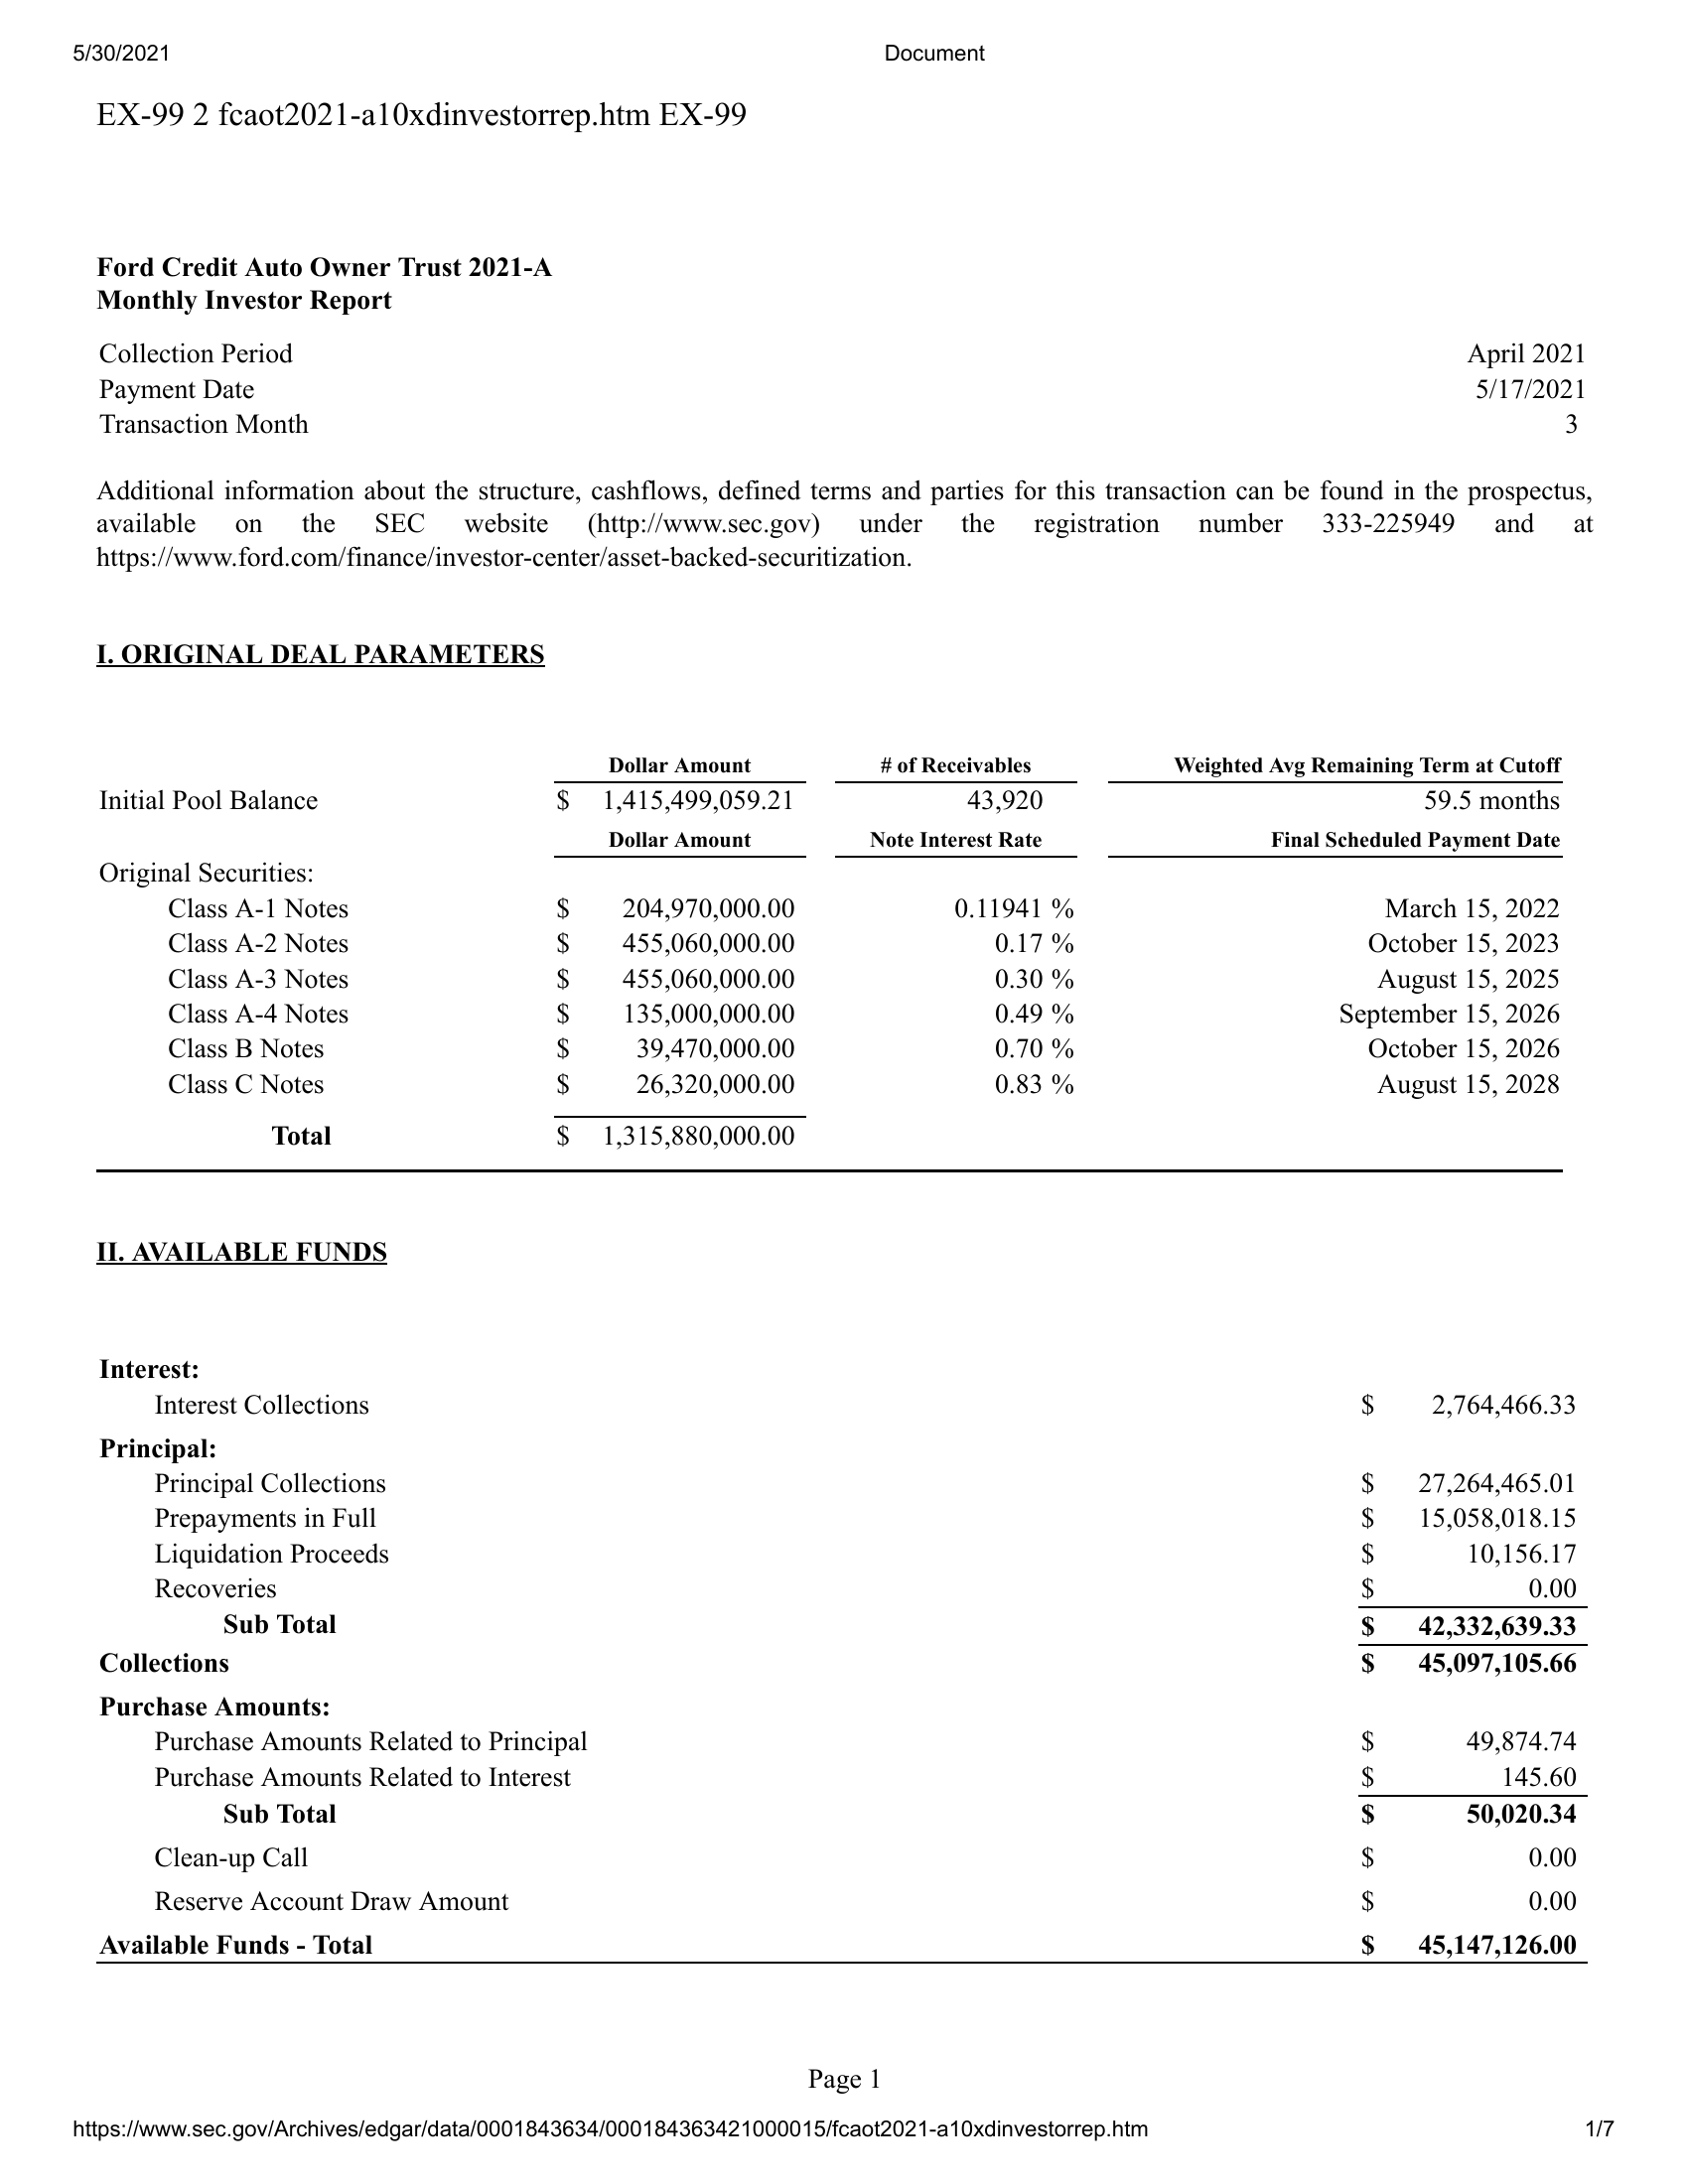 5/30/2021 Document
EX-99 2 fcaot2021-a10xdinvestorrep.htm EX-99
Ford Credit Auto Owner Trust 2021-A
Monthly Investor Report
Collection Period April 2021
Payment Date 5/17/2021
Transaction Month 3
Additional information about the structure, cashflows, defined terms and parties for this transaction can be found in the prospectus,
available on the SEC website (http://www.sec.gov) under the registration number 333-225949 and at
https://www.ford.com/finance/investor-center/asset-backed-securitization.
I. ORIGINAL DEAL PARAMETERS
Dollar Amount # of Receivables Weighted Avg Remaining Term at Cutoff
Initial Pool Balance $ 1,415,499,059.21 43,920 59.5 months
Dollar Amount Note Interest Rate Final Scheduled Payment Date
Original Securities:
Class A-1 Notes $ 204,970,000.00 0.11941 % March 15, 2022
Class A-2 Notes $ 455,060,000.00 0.17 % October 15, 2023
Class A-3 Notes $ 455,060,000.00 0.30 % August 15, 2025
Class A-4 Notes $ 135,000,000.00 0.49 % September 15, 2026
Class B Notes $ 39,470,000.00 0.70 % October 15, 2026
Class C Notes $ 26,320,000.00 0.83 % August 15, 2028
Total $ 1,315,880,000.00
II. AVAILABLE FUNDS
Interest:
Interest Collections $ 2,764,466.33
Principal:
Principal Collections $ 27,264,465.01
Prepayments in Full $ 15,058,018.15
Liquidation Proceeds $ 10,156.17
Recoveries $ 0.00
Sub Total $ 42,332,639.33
Collections $ 45,097,105.66
Purchase Amounts:
Purchase Amounts Related to Principal $ 49,874.74
Purchase Amounts Related to Interest $ 145.60
Sub Total $ 50,020.34
Clean-up Call $ 0.00
Reserve Account Draw Amount $ 0.00
Available Funds - Total $ 45,147,126.00
Page 1
https://www.sec.gov/Archives/edgar/data/0001843634/000184363421000015/fcaot2021-a10xdinvestorrep.htm 1/7